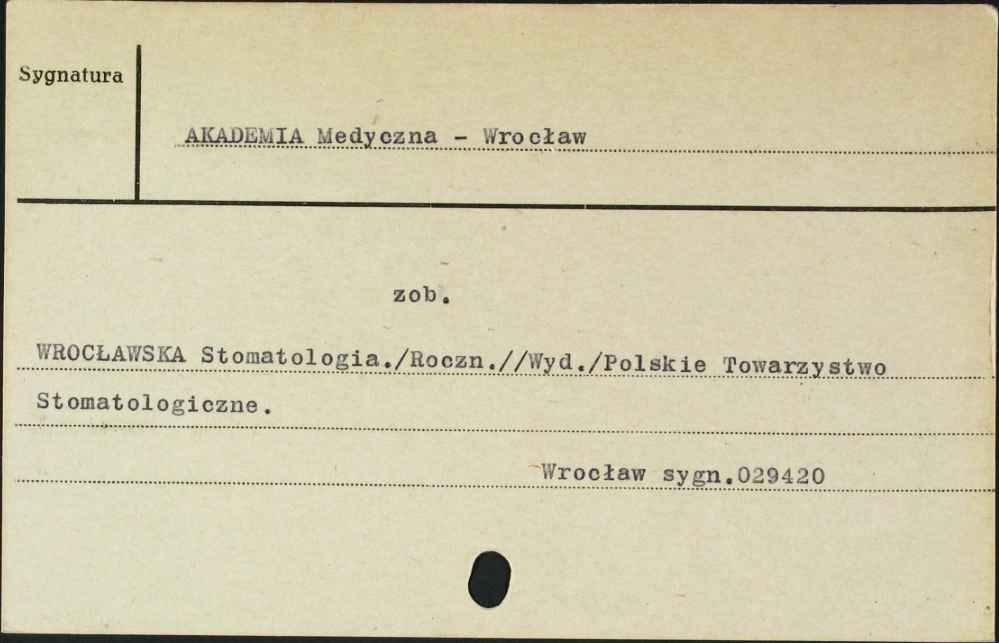 Sygnatura
AKADEMIA Medyczna - Wrocław
zob.
WROCŁAWSKA Stomatologia./Roczn.//Wyd./Polskie Towarzystwo
Stomatologiczne.
Wrocław sygn.029420